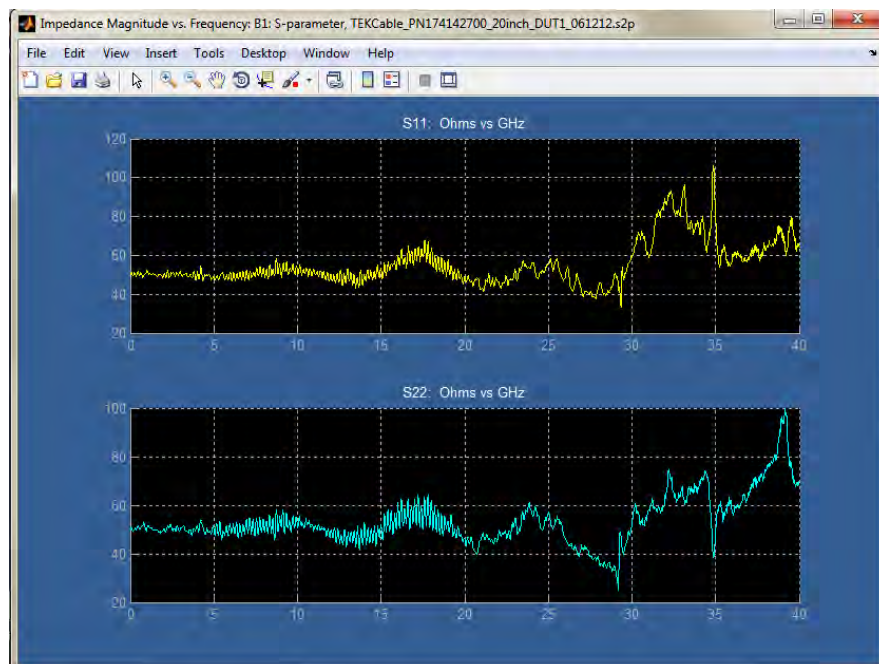 Impedance Magnitude vs. Frequency: B1: S-parameter, TEKCable_PN174142700_20inch_DUT1_061212.s2p
File Edit View Insert Tools Desktop Window Help
S11: Ohms vs GHz
120
100
80
60
40
20
0 5 10 15 20 25 30 35 40
S22: Ohms vs GHz
100
80
60
40
20
0 5 10 15 20 25 30 35 40